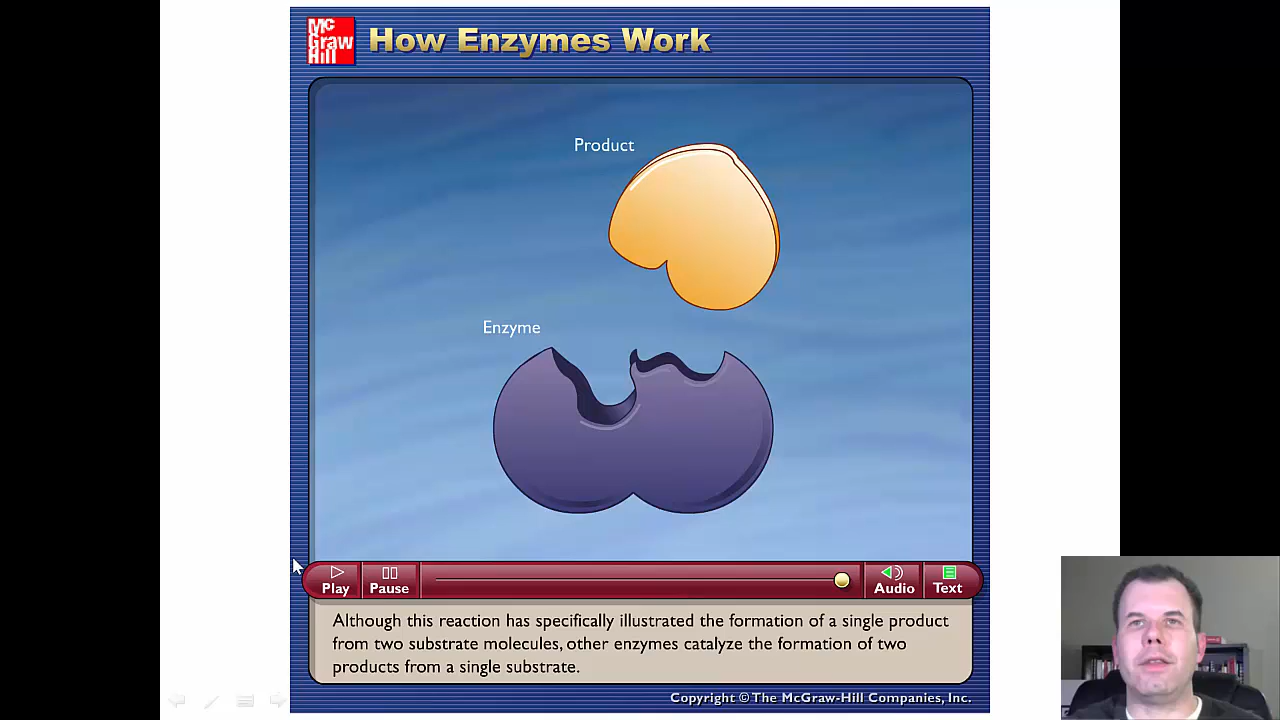 Mc
Graw
Hill
How Enzymes Work
Product
Enzyme
Play
Pause
Audio
Text
Although this reaction has specifically illustrated the formation of a single product
from two substrate molecules, other enzymes catalyze the formation of two
products from a single substrate.
Copyright © The McGraw-Hill Companies, Inc.